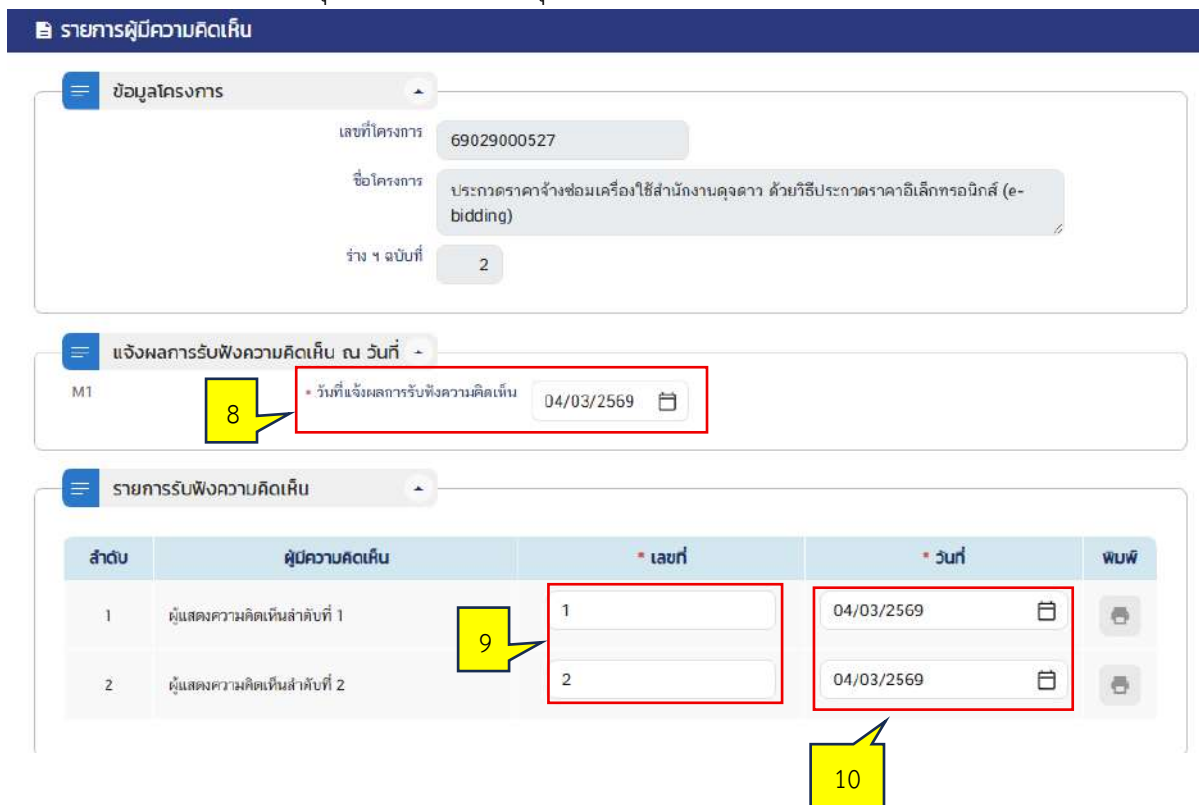 รายการผู้มีความคิดเห็น
ข้อมูลโครงการ
เลขที่โครงการ 69029000527
ชื่อโครงการ ประกวดราคาจ้างซ่อมเครื่องใช้สำนักงานดุจดาว ด้วยวิธีประกวดราคาอิเล็กทรอนิกส์ (e-
bidding)
ร่าง ฯ ฉบับที่ 2
แจ้งผลการรับฟังความคิดเห็น ณ วันที่
M1 * วันที่แจ้งผลการรับฟังความคิดเห็น 04/03/2569
8
รายการรับฟังความคิดเห็น
ลำดับ ผู้มีความคิดเห็น * เลขที่ * วันที่ พิมพ์
1 ผู้แสดงความคิดเห็นลำดับที่ 1 1 04/03/2569
9
2 ผู้แสดงความคิดเห็นลำดับที่ 2 2 04/03/2569
10